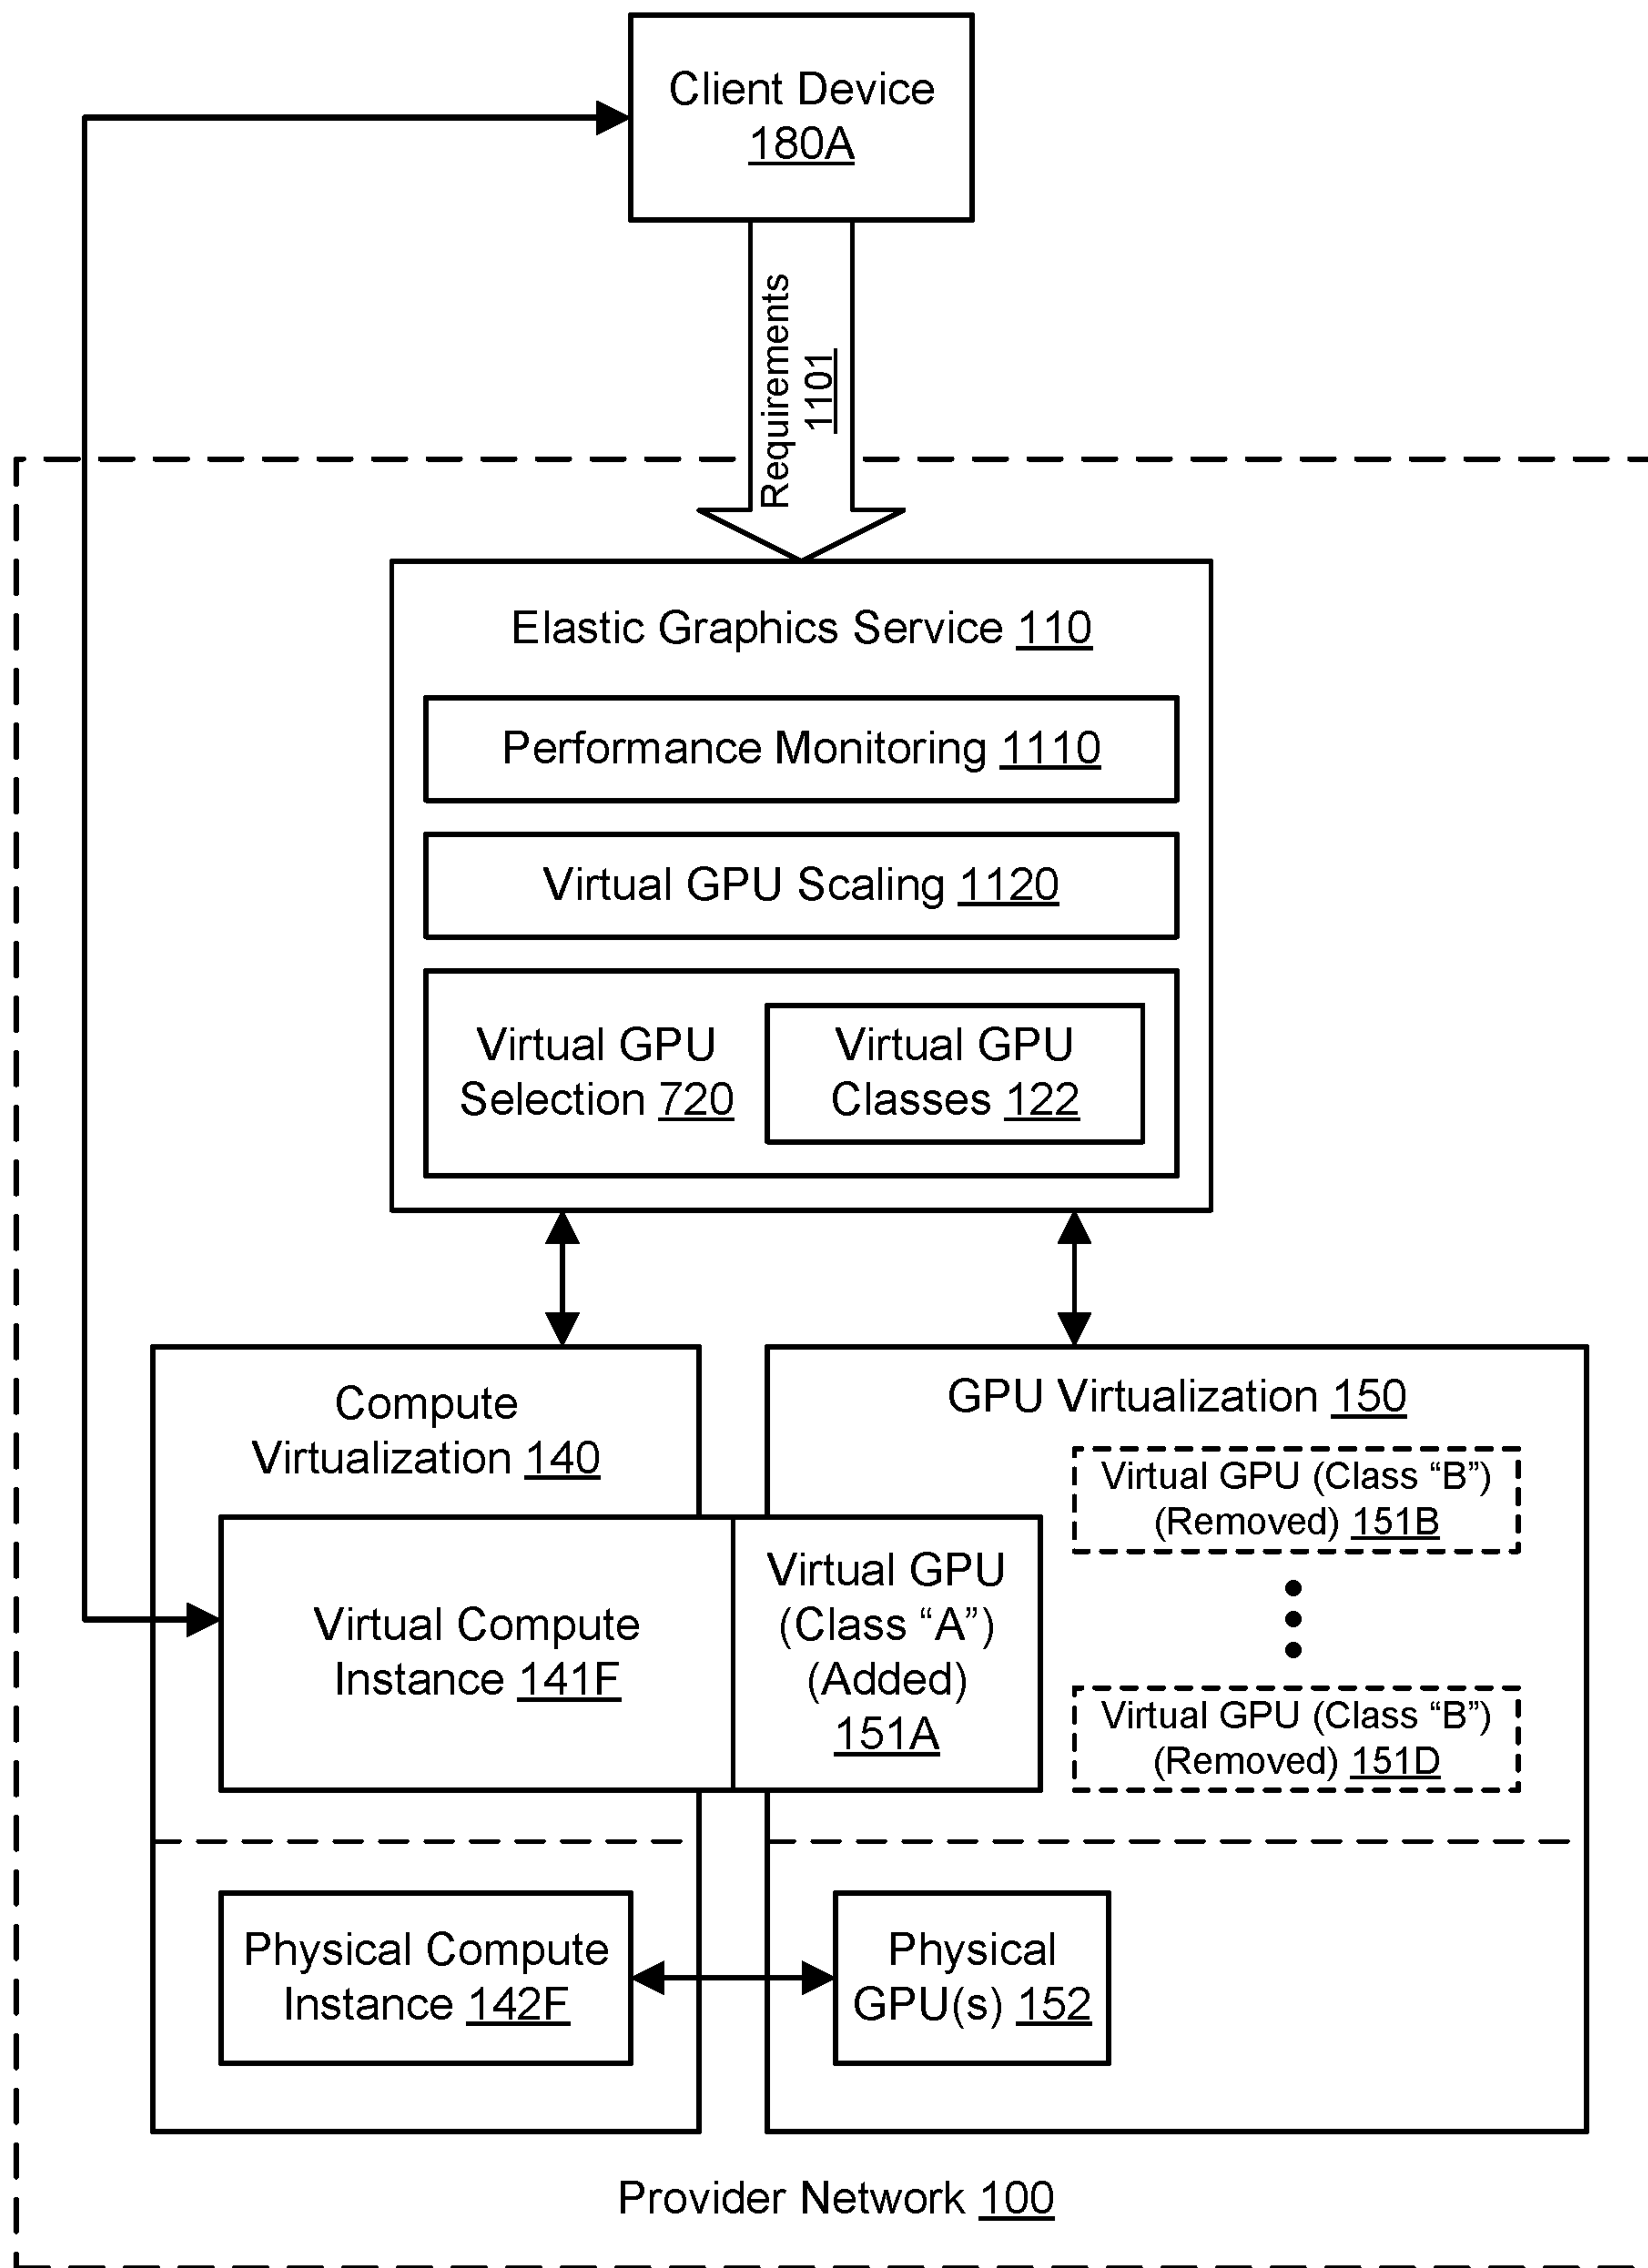 Client Device
180A
Requirements
1101
Elastic Graphics Service 110
Performance Monitoring 1110
Virtual GPU Scaling 1120
Virtual GPU
Selection 720
Virtual GPU
Classes 122
Compute
Virtualization 140
GPU Virtualization 150
Virtual GPU (Class “B”)
(Removed) 151B
Virtual Compute
Instance 141F
Virtual GPU
(Class “A”)
(Added)
151A
Virtual GPU (Class “B”)
(Removed) 151D
Physical Compute
Instance 142F
Physical
GPU(s) 152
Provider Network 100